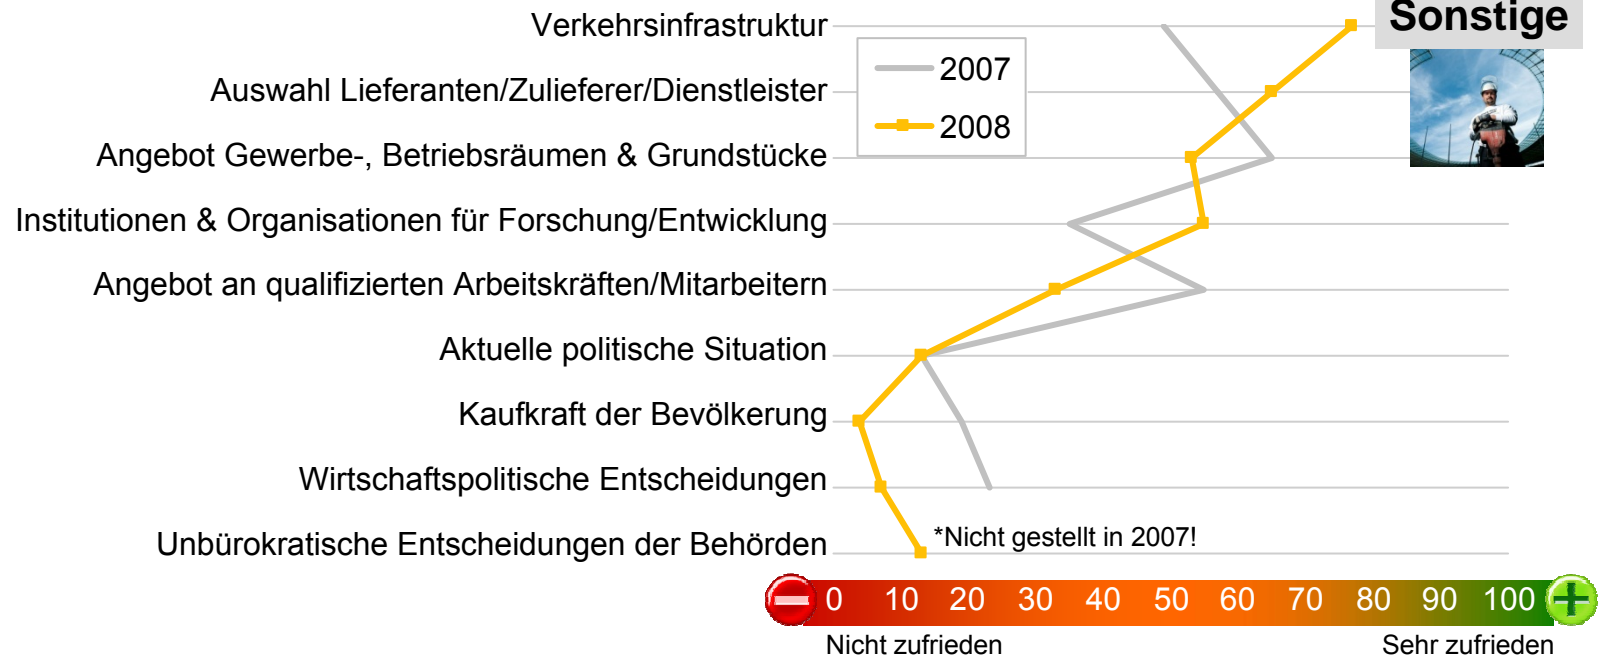 Verkehrsinfrastruktur
Sonstige
2007
Auswahl Lieferanten/Zulieferer/Dienstleister
2008
Angebot Gewerbe-, Betriebsräumen & Grundstücke
Institutionen & Organisationen für Forschung/Entwicklung
Angebot an qualifizierten Arbeitskräften/Mitarbeitern
Aktuelle politische Situation
Kaufkraft der Bevölkerung
Wirtschaftspolitische Entscheidungen
Unbürokratische Entscheidungen der Behörden
*Nicht gestellt in 2007!
0 10 20 30 40 50 60 70 80 90 100
Nicht zufrieden Sehr zufrieden